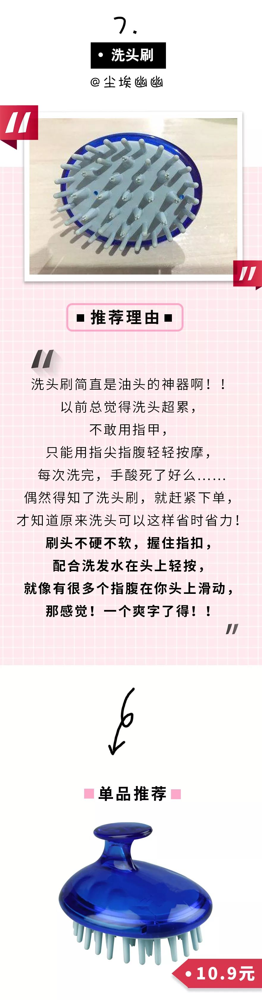 7.
• 洗头刷
@尘埃幽幽
"
"
■ 推荐理由 ■
"
洗头刷简直是油头的神器啊！！
以前总觉得洗头超累，
不敢用指甲，
只能用指尖指腹轻轻按摩，
每次洗完，手酸死了好么……
偶然得知了洗头刷，就赶紧下单，
才知道原来洗头可以这样省时省力！
刷头不硬不软，握住指扣，
配合洗发水在头上轻按，
就像有很多个指腹在你头上滑动，
那感觉！一个爽字了得！！
"
■ 单品推荐 ■
• 10.9元